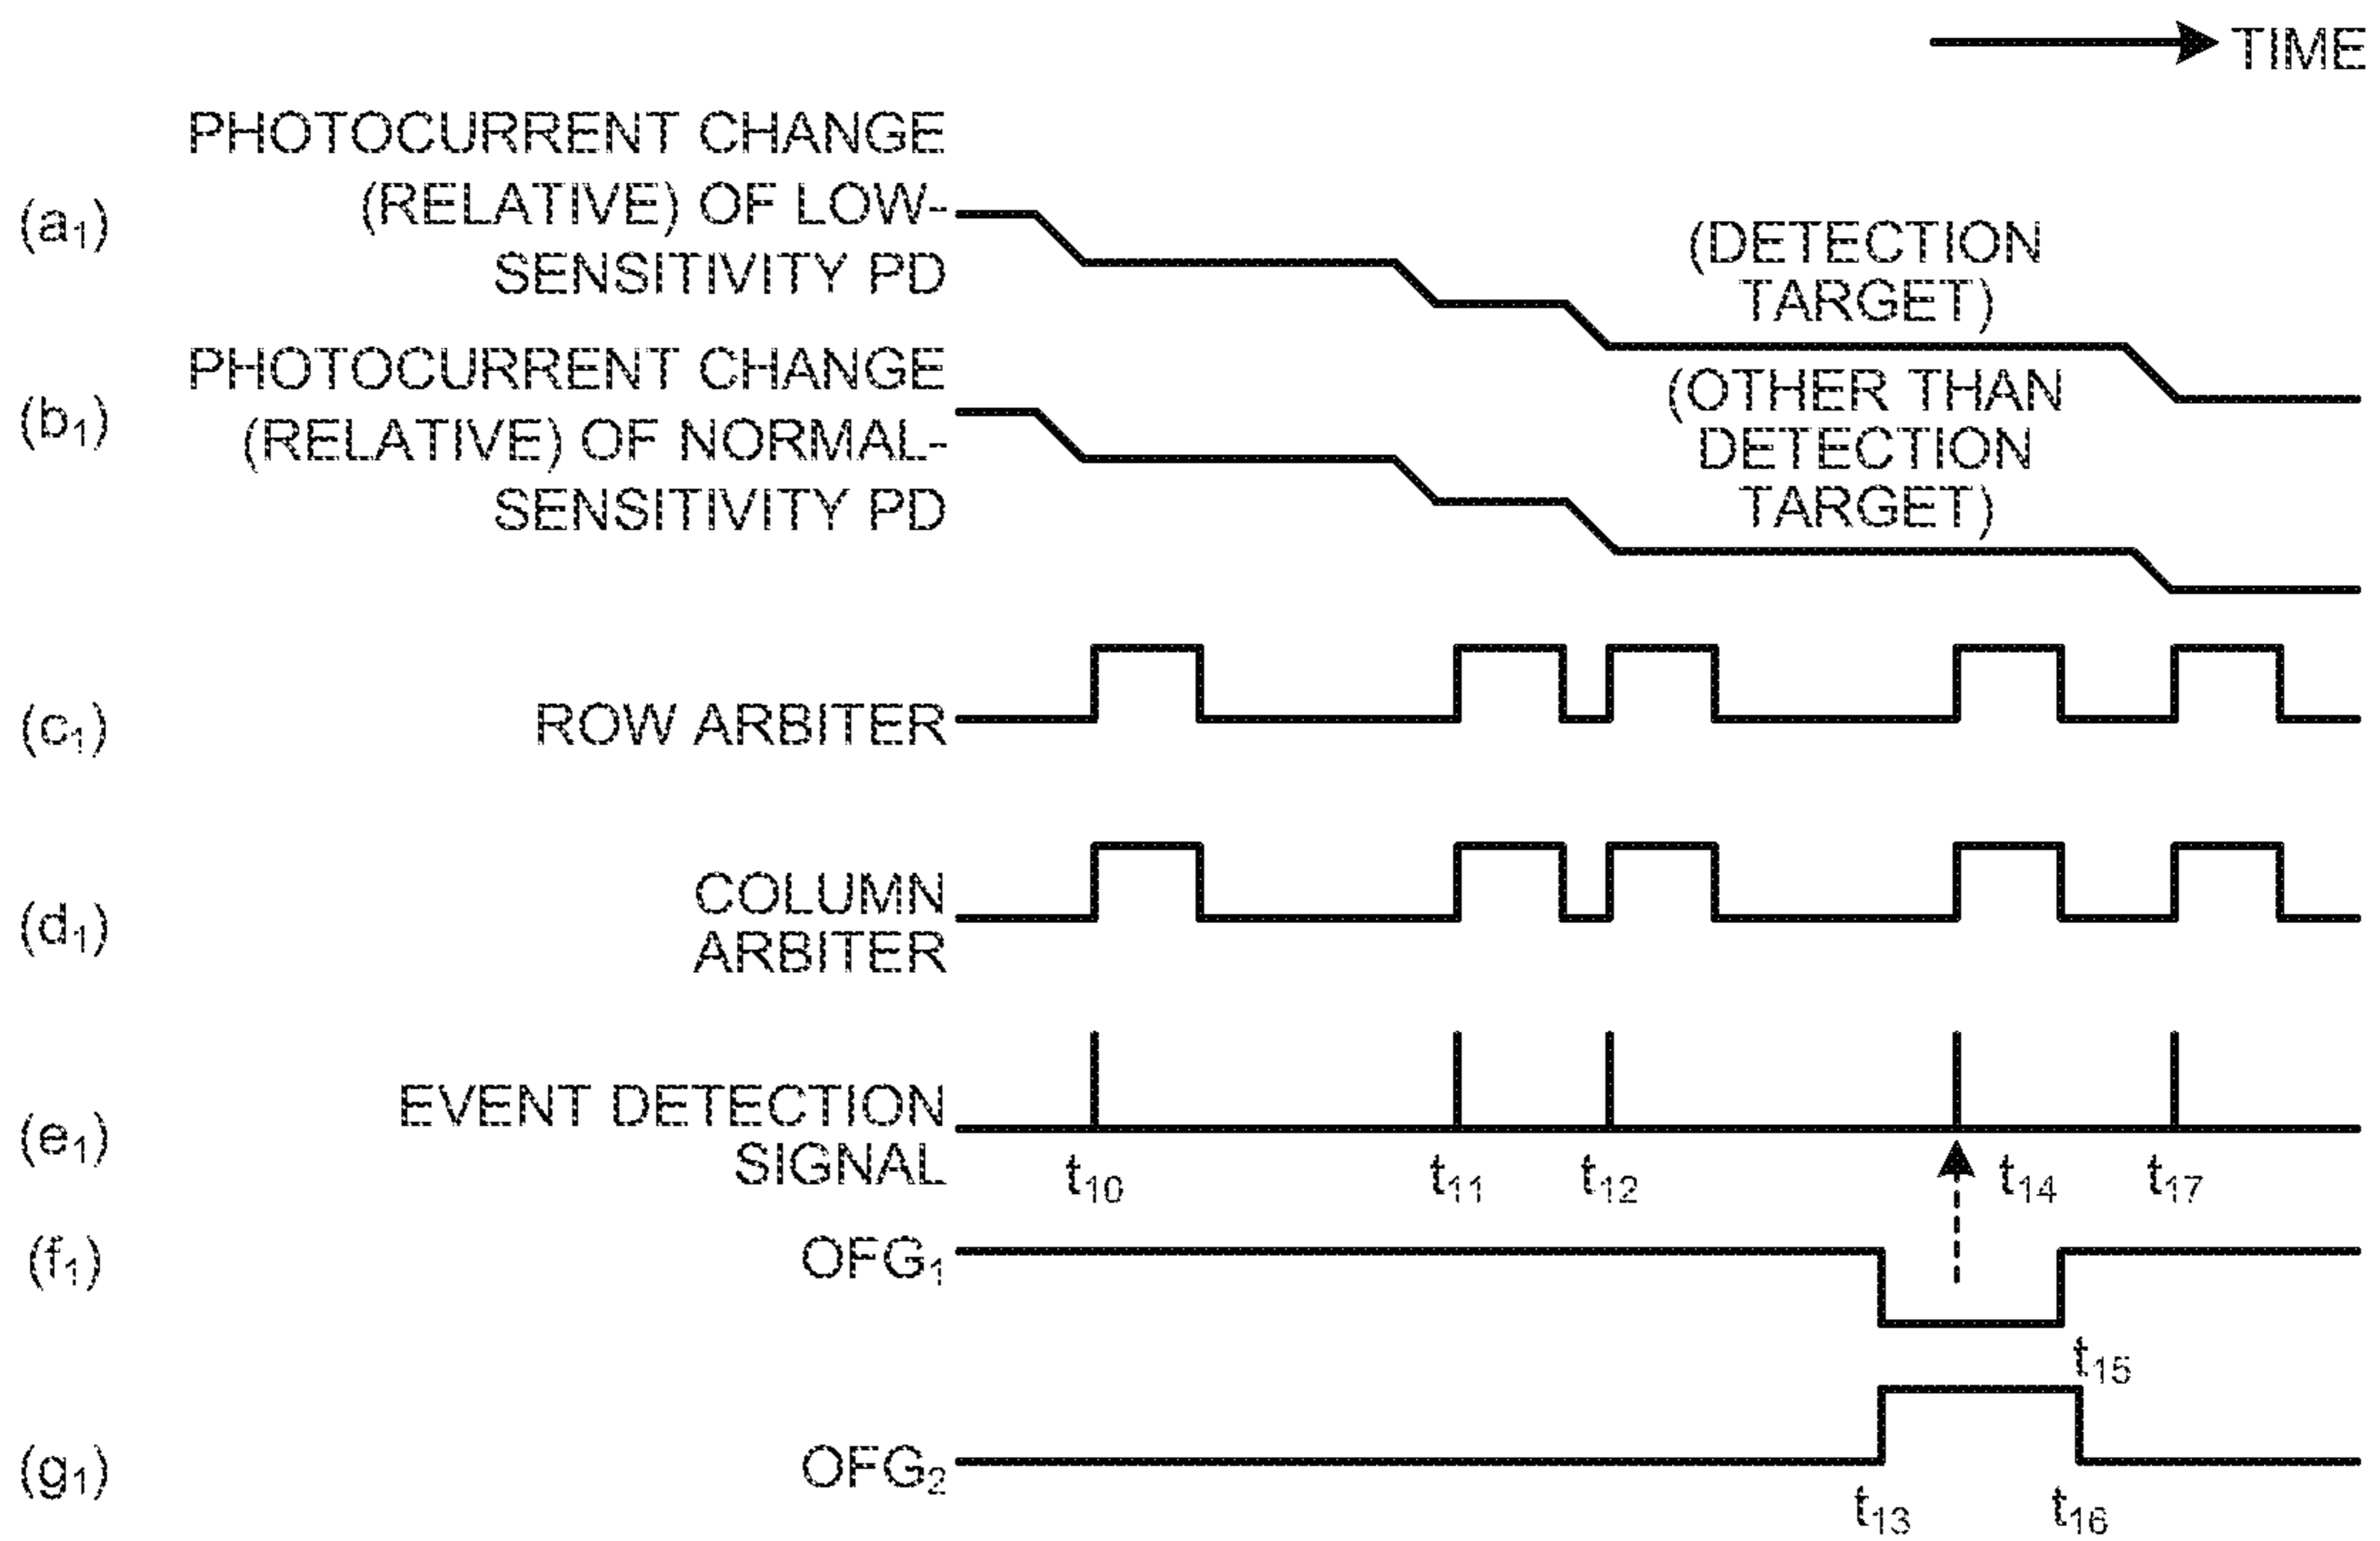 TIME
(a1)
PHOTOCURRENT CHANGE
(RELATIVE) OF LOW-
SENSITIVITY PD
(DETECTION
TARGET)
(b1)
PHOTOCURRENT CHANGE
(RELATIVE) OF NORMAL-
SENSITIVITY PD
(OTHER THAN
DETECTION
TARGET)
(c1)
ROW ARBITER
(d1)
COLUMN
ARBITER
(e1)
EVENT DETECTION
SIGNAL
t10
t11
t12
t14
t17
(f1)
OFG1
t15
(g1)
OFG2
t13
t16